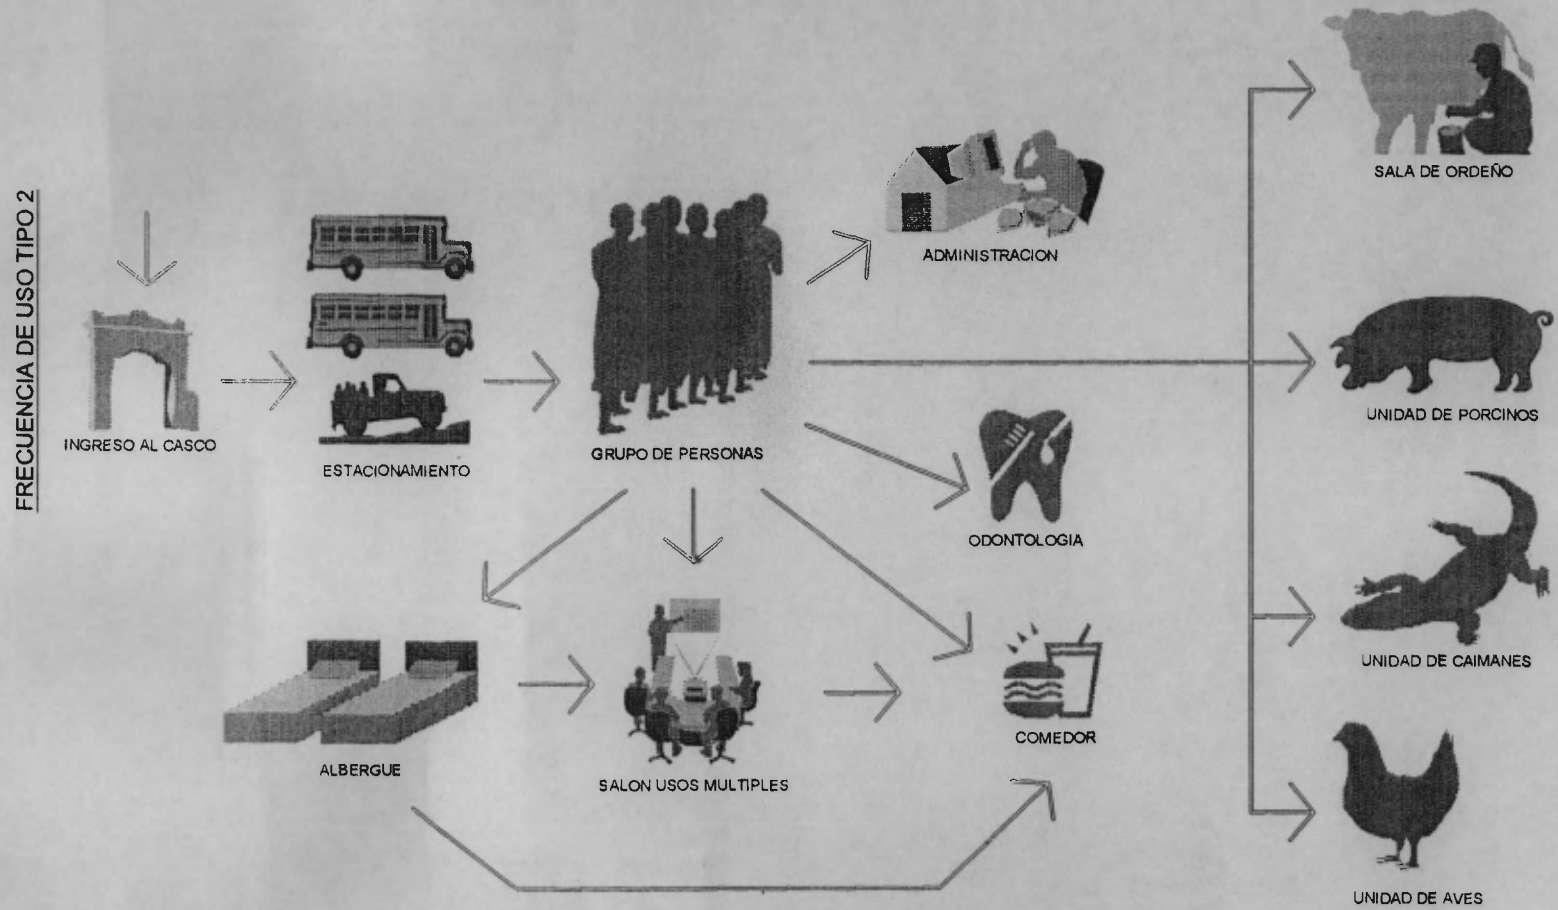 FRECUENCIA DE USO TIPO 2
INGRESO AL CASCO
ESTACIONAMIENTO
GRUPO DE PERSONAS
ADMINISTRACION
ODONTOLOGIA
ALBERGUE
SALON USOS MULTIPLES
COMEDOR
SALA DE ORDEÑO
UNIDAD DE PORCINOS
UNIDAD DE CAIMANES
UNIDAD DE AVES